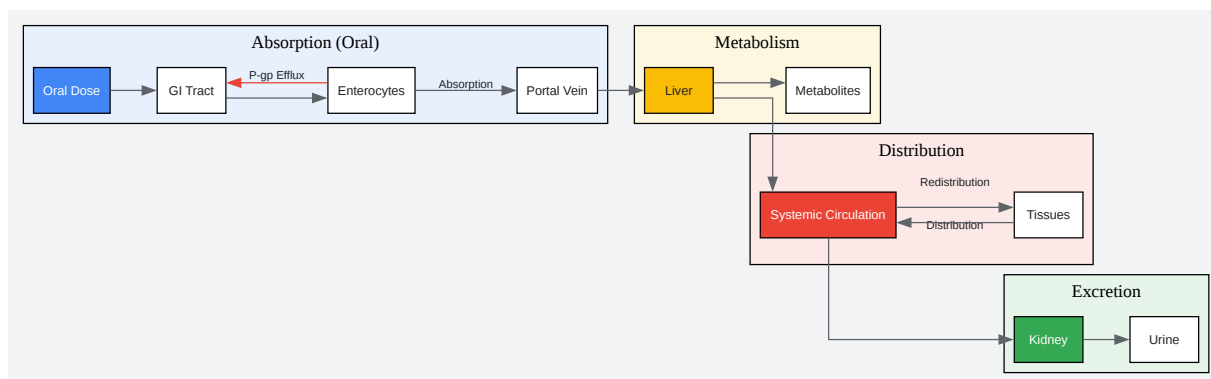 Absorption (Oral)
Oral Dose
GI Tract
P-gp Efflux
Enterocytes
Absorption
Portal Vein
Metabolism
Liver
Metabolites
Distribution
Systemic Circulation
Redistribution
Distribution
Tissues
Excretion
Kidney
Urine